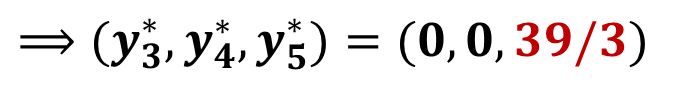 ⟹ (y₃*, y₄*, y₅*) = (0, 0, 39/3)